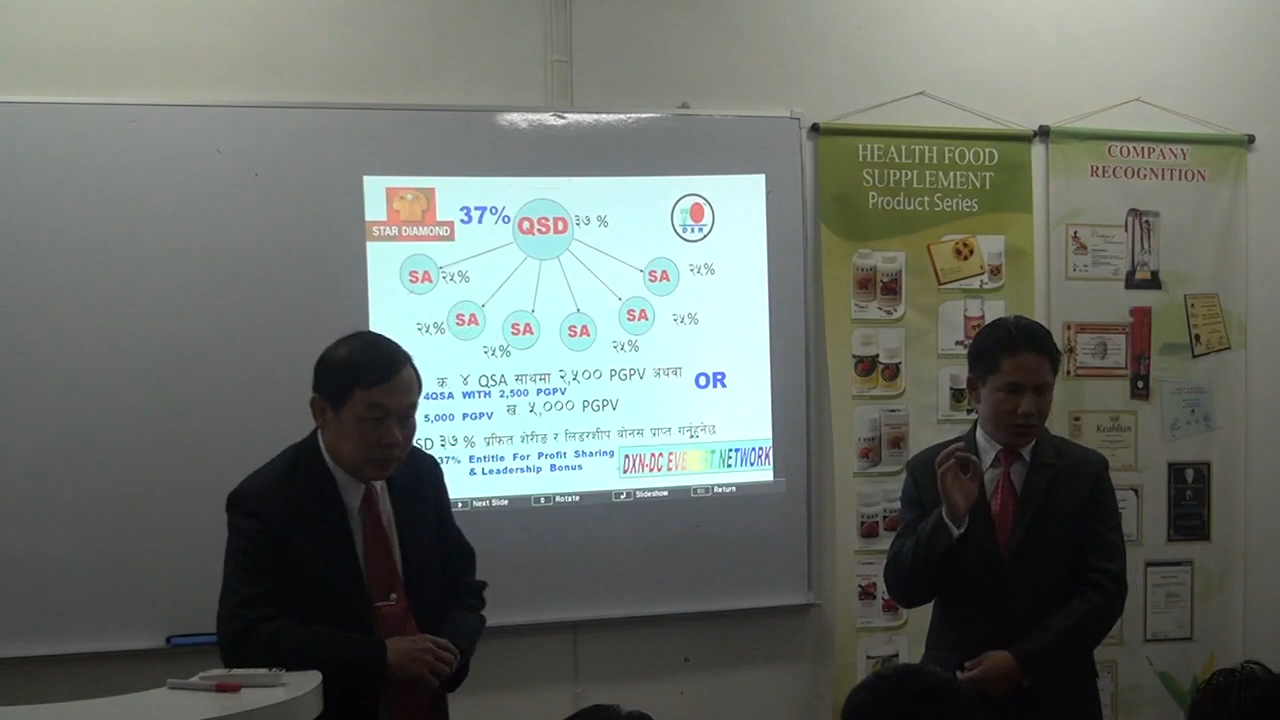 STAR DIAMOND
37%
QSD
३७ %
DXN
SA २५%
SA २५%
२५% SA
SA
SA
SA २५%
२५%
२५%
क. ४ QSA साथमा २,५०० PGPV अथवा
OR
4QSA WITH 2,500 PGPV
5,000 PGPV ख. ५,००० PGPV
SD ३७ % प्रफित शेरीङ र लिडरशीप बोनस प्राप्त गर्नुहुनेछ
37% Entitle For Profit Sharing
& Leadership Bonus
DXN-DC EVEREST NETWORK
Next Slide
Rotate
Slideshow
Return
HEALTH FOOD
SUPPLEMENT
Product Series
COMPANY
RECOGNITION